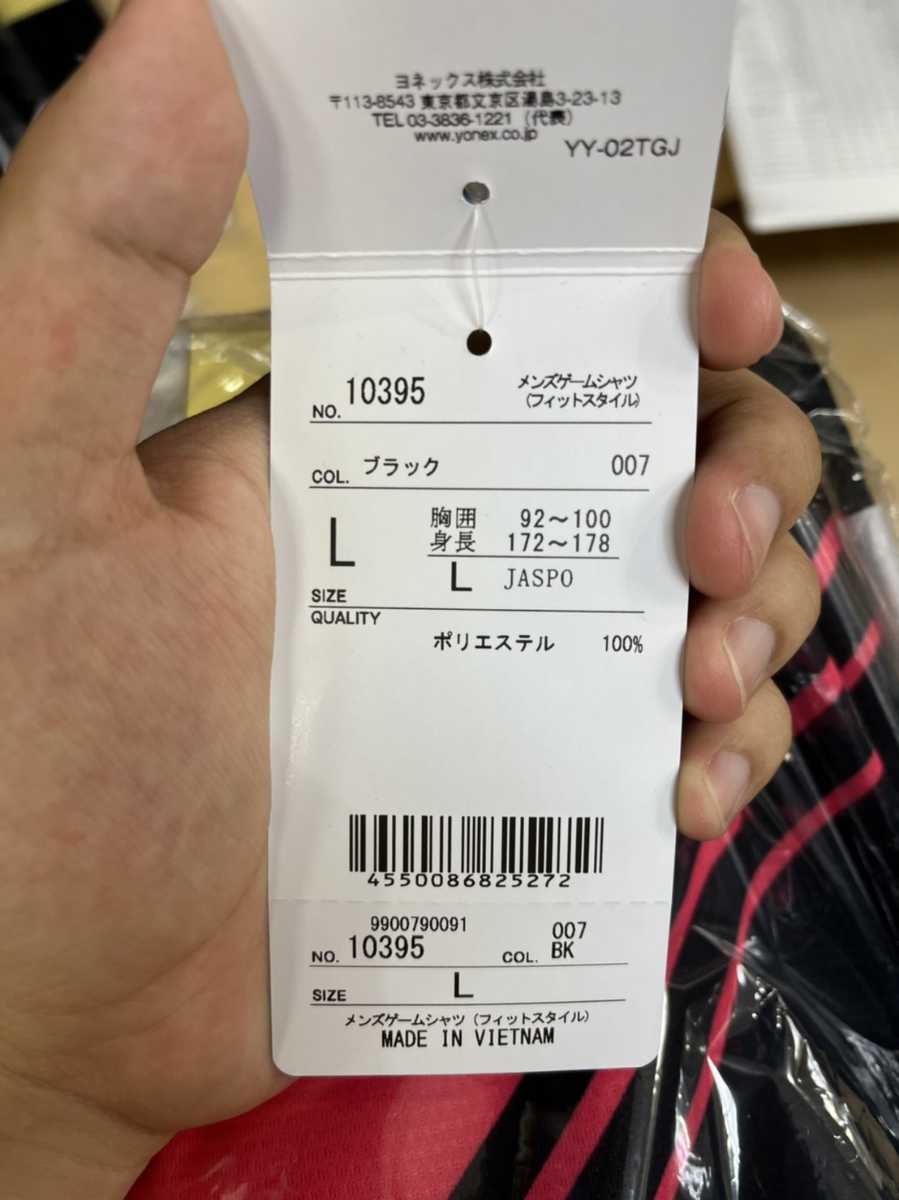 ヨネックス株式会社
〒113-8543 東京都文京区湯島3-23-13
TEL 03-3836-1221 (代表)
www.yonex.co.jp
YY-02TGJ
NO. 10395 メンズゲームシャツ
(フィットスタイル)
COL. ブラック 007
胸囲 92～100
身長 172～178
SIZE L L JASPO
QUALITY
ポリエステル 100%
4550086825272
9900790091
NO. 10395 COL. 007
BK
SIZE L
メンズゲームシャツ (フィットスタイル)
MADE IN VIETNAM